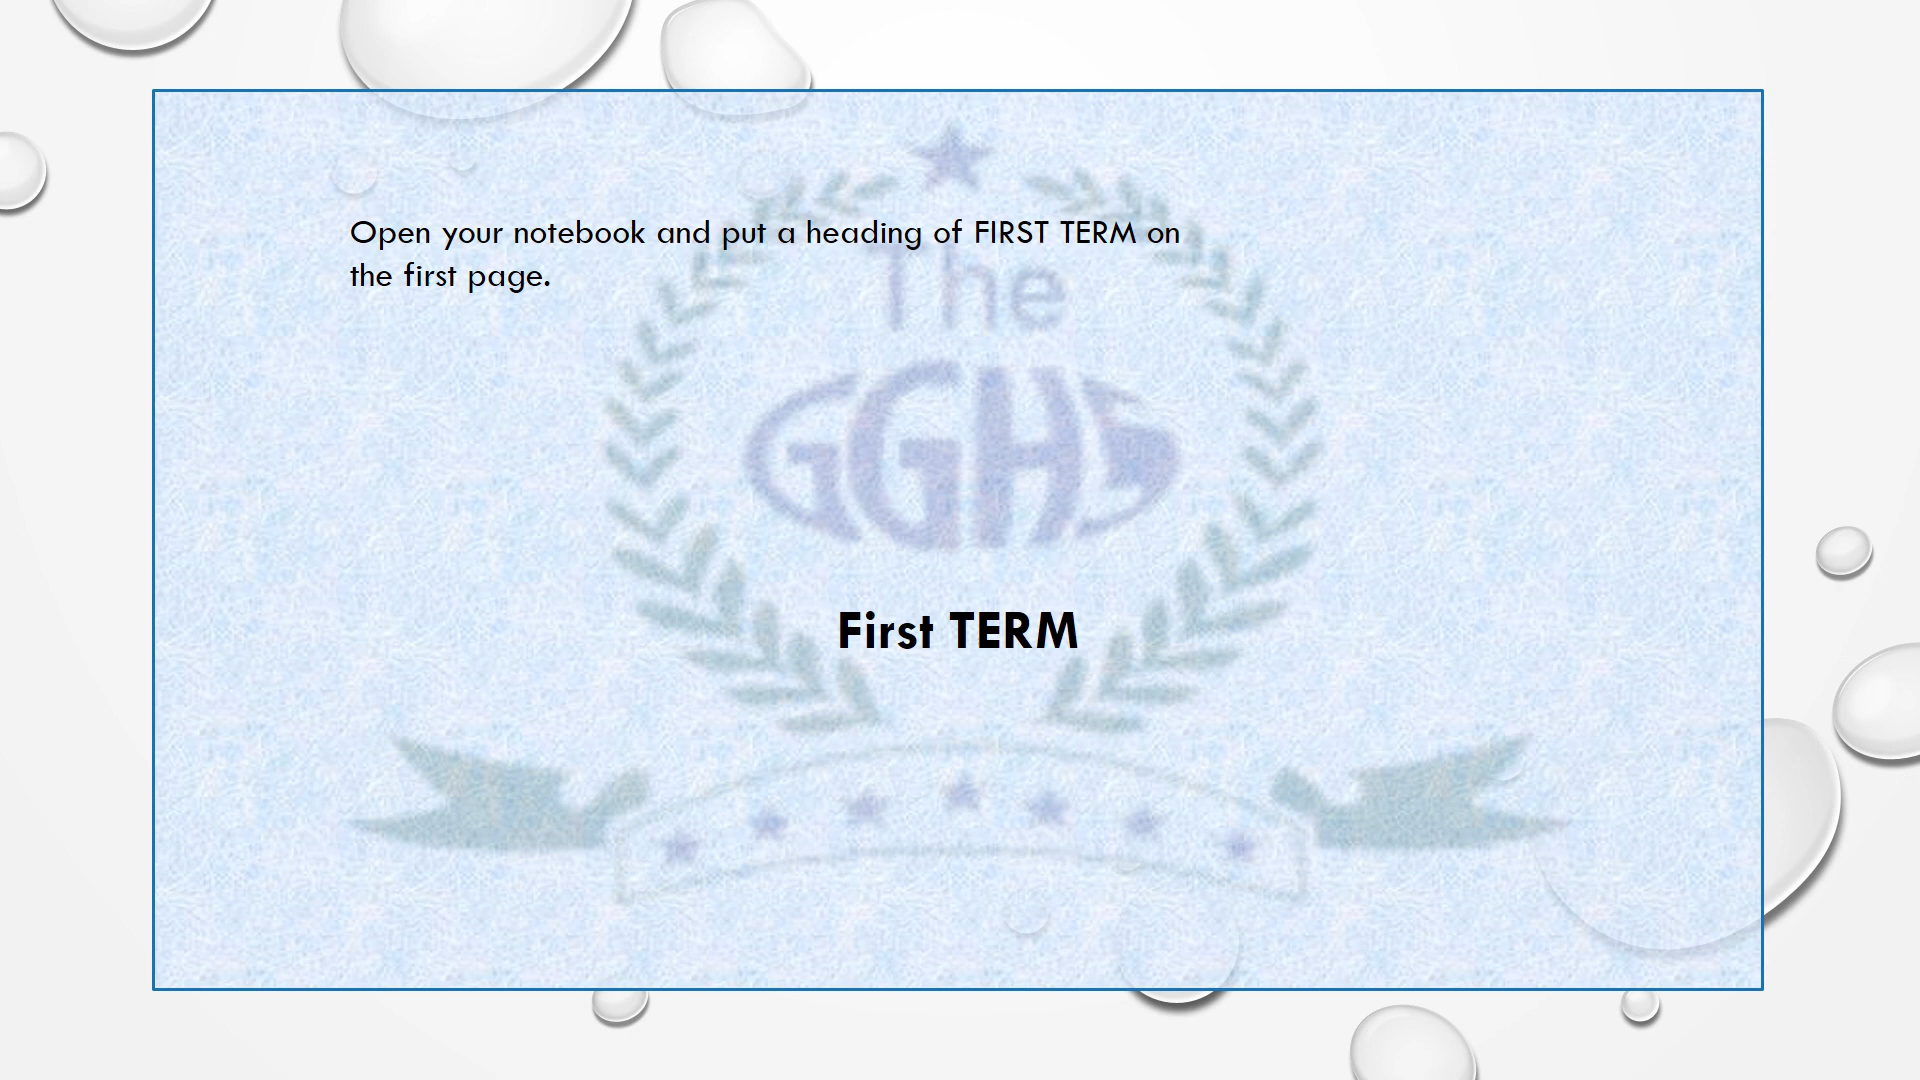 Open your notebook and put a heading of FIRST TERM on
the first page.
The
GGHS
First TERM